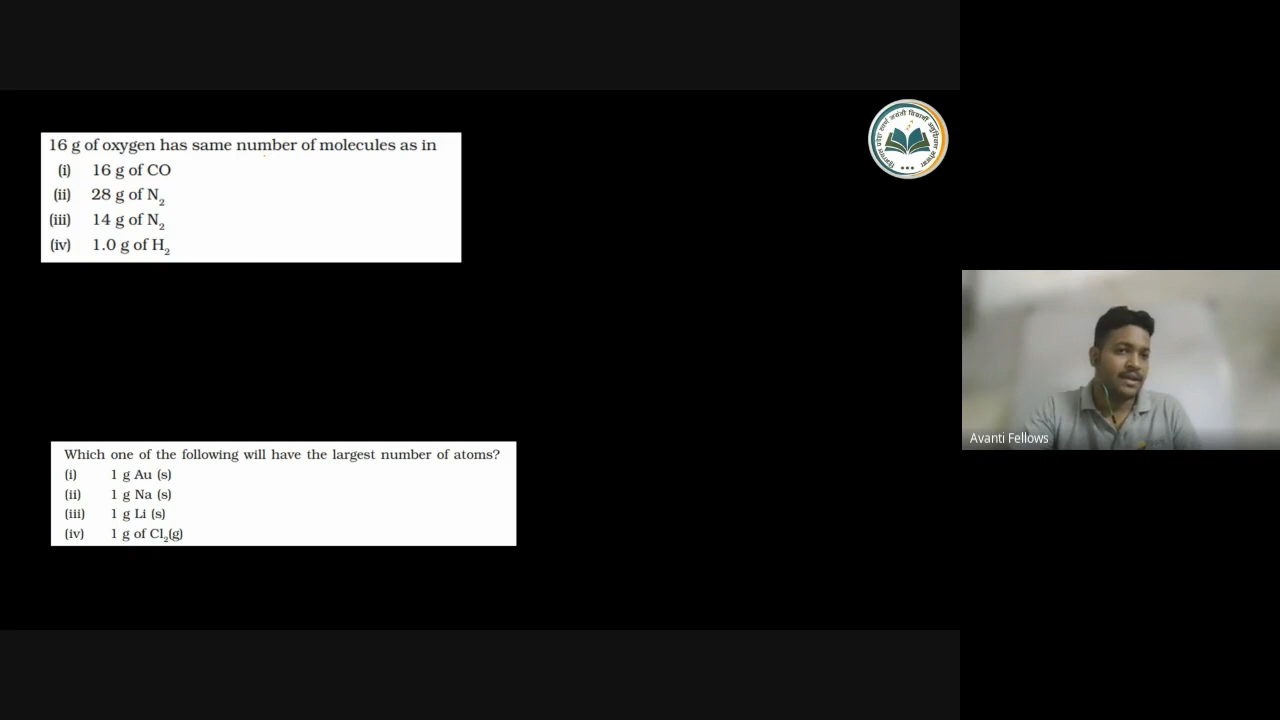 16 g of oxygen has same number of molecules as in
(i) 16 g of CO
(ii) 28 g of N₂
(iii) 14 g of N₂
(iv) 1.0 g of H₂
Avanti Fellows
Which one of the following will have the largest number of atoms?
(i) 1 g Au (s)
(ii) 1 g Na (s)
(iii) 1 g Li (s)
(iv) 1 g of Cl₂(g)